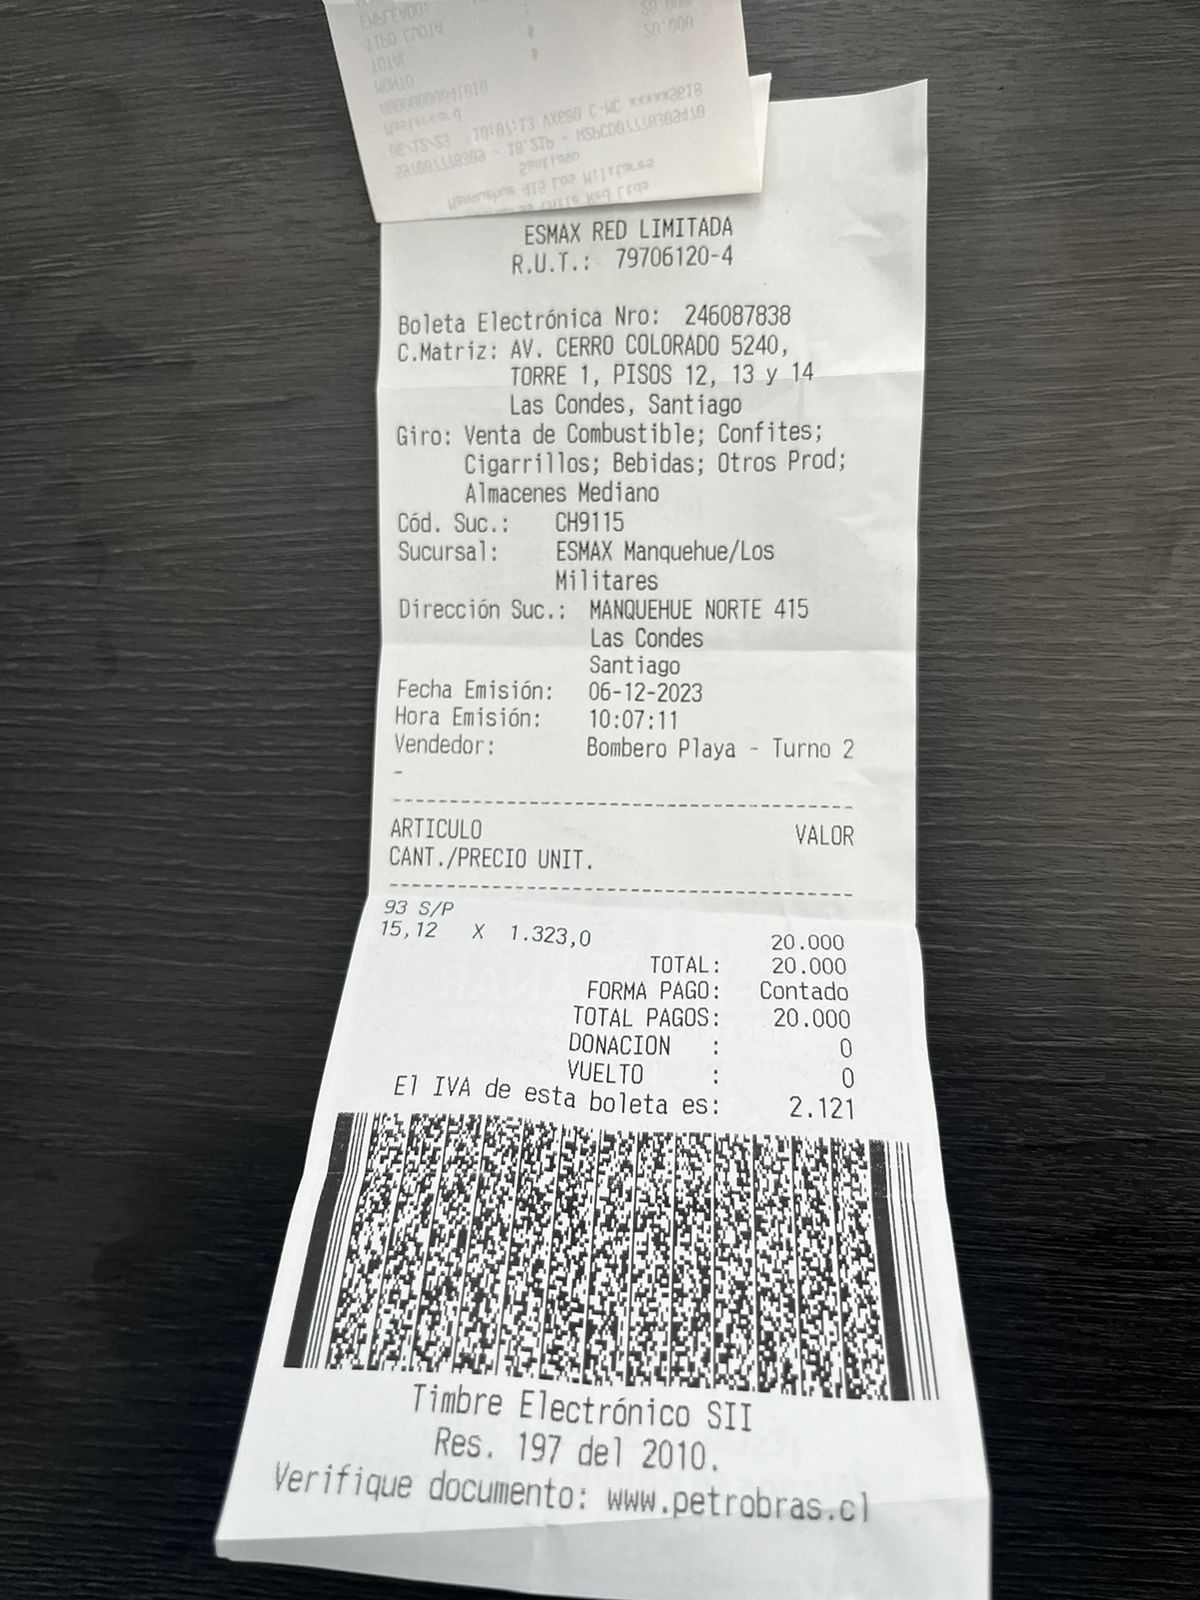 ESMAX RED LIMITADA
R.U.T.: 79706120-4
Boleta Electrónica Nro: 246087838
C.Matriz: AV. CERRO COLORADO 5240,
TORRE 1, PISOS 12, 13 y 14
Las Condes, Santiago
Giro: Venta de Combustible; Confites;
Cigarrillos; Bebidas; Otros Prod;
Almacenes Mediano
Cód. Suc.: CH9115
Sucursal: ESMAX Manquehue/Los
Militares
Dirección Suc.: MANQUEHUE NORTE 415
Las Condes
Santiago
Fecha Emisión: 06-12-2023
Hora Emisión: 10:07:11
Vendedor: Bombero Playa - Turno 2
-
ARTICULO VALOR
CANT./PRECIO UNIT.
93 S/P
15,12 X 1.323,0 20.000
TOTAL: 20.000
FORMA PAGO: Contado
TOTAL PAGOS: 20.000
DONACION : 0
VUELTO : 0
El IVA de esta boleta es: 2.121
Timbre Electrónico SII
Res. 197 del 2010.
Verifique documento: www.petrobras.cl